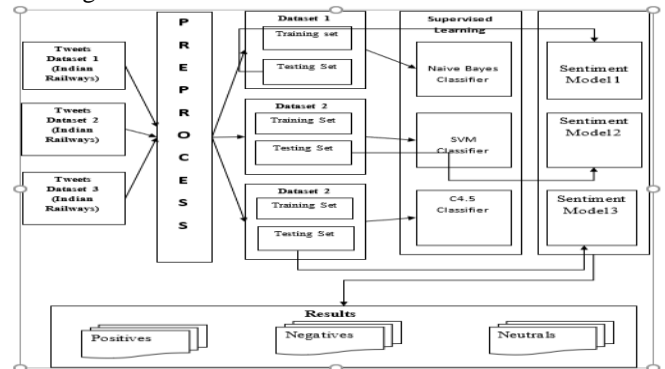 Tweets
Dataset 1
(Indian
Railways)
Tweets
Dataset 2
(Indian
Railways)
Tweets
Dataset 3
(Indian
Railways)
P
R
E
P
R
O
C
E
S
S
Dataset 1
Training set
Testing Set
Dataset 2
Training Set
Testing Set
Dataset 2
Training Set
Testing Set
Supervised
Learning
Naive Bayes
Classifier
SVM
Classifier
C4.5
Classifier
Sentiment
Model1
Sentiment
Model2
Sentiment
Model3
Results
Positives
Negatives
Neutrals